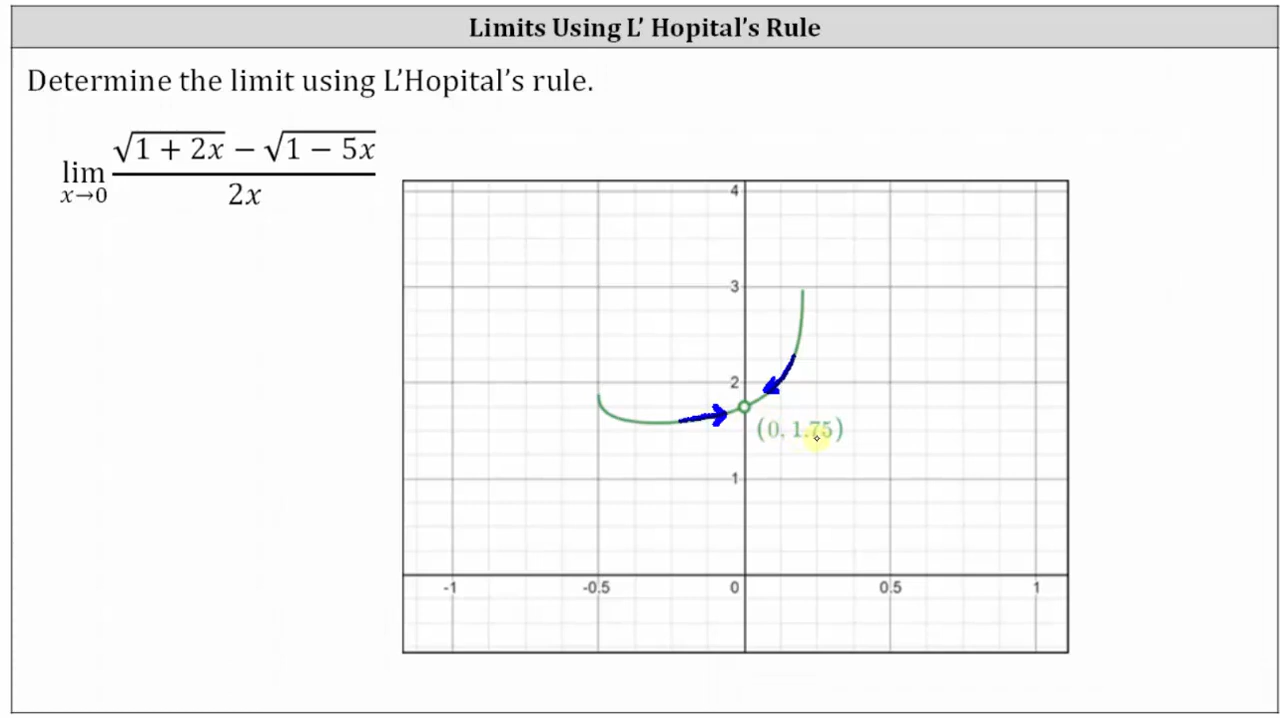 Limits Using L’ Hopital’s Rule
Determine the limit using L’Hopital’s rule.
lim x→0 (√(1 + 2x) − √(1 − 5x)) / 2x
4
3
2
(0, 1.75)
1
-1 -0.5 0 0.5 1